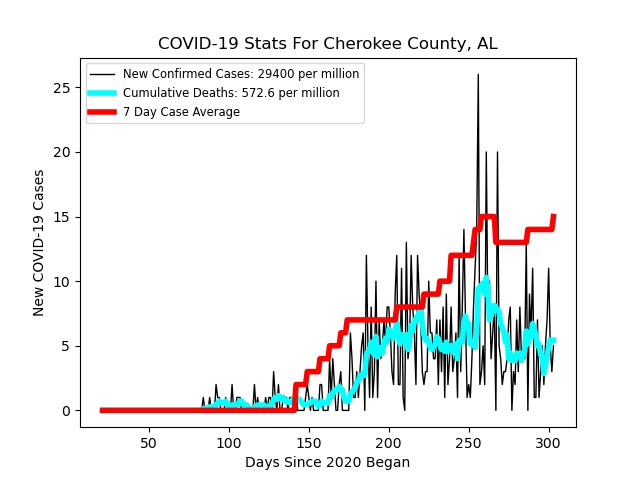 COVID-19 Stats For Cherokee County, AL
New Confirmed Cases: 29400 per million
Cumulative Deaths: 572.6 per million
7 Day Case Average
New COVID-19 Cases
25
20
15
10
5
0
50 100 150 200 250 300
Days Since 2020 Began